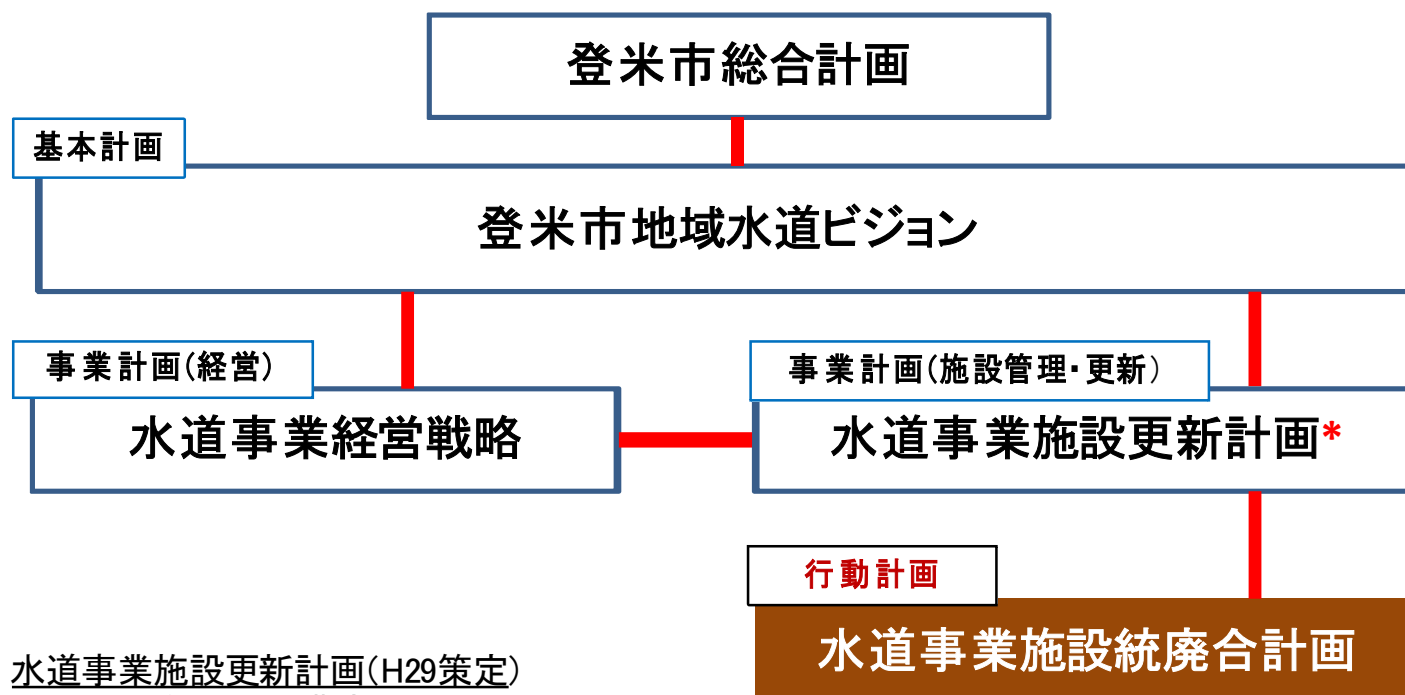 登米市総合計画
基本計画
登米市地域水道ビジョン
事業計画(経営)
事業計画(施設管理・更新)
水道事業経営戦略
水道事業施設更新計画*
行動計画
水道事業施設統廃合計画
水道事業施設更新計画(H29策定)